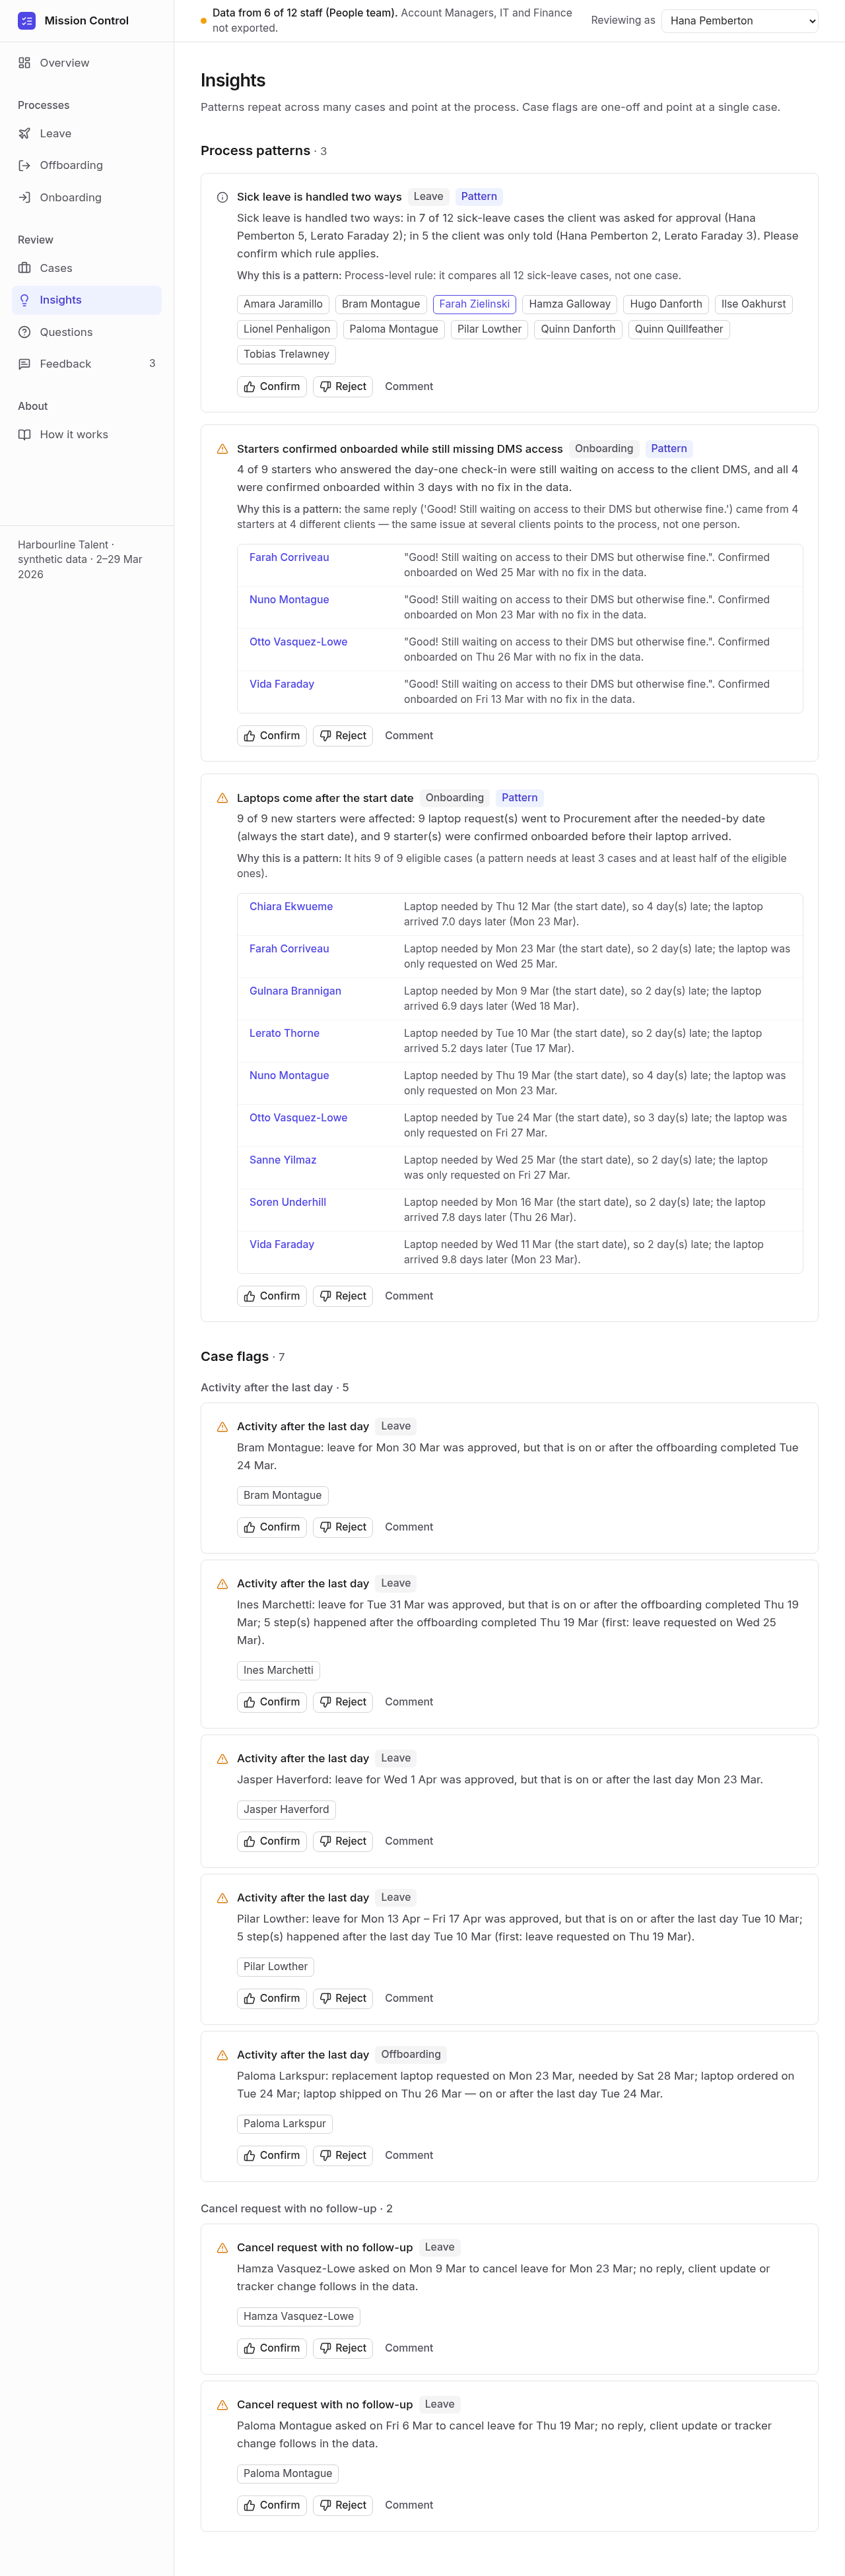 Mission Control
Data from 6 of 12 staff (People team). Account Managers, IT and Finance
not exported.
Reviewing as
Hana Pemberton
Overview
Processes
Leave
Offboarding
Onboarding
Review
Cases
Insights
Questions
Feedback 3
About
How it works
Harbourline Talent ·
synthetic data · 2–29 Mar
2026
Insights
Patterns repeat across many cases and point at the process. Case flags are one-off and point at a single case.
Process patterns · 3
Sick leave is handled two ways Leave Pattern
Sick leave is handled two ways: in 7 of 12 sick-leave cases the client was asked for approval (Hana
Pemberton 5, Lerato Faraday 2); in 5 the client was only told (Hana Pemberton 2, Lerato Faraday 3). Please
confirm which rule applies.
Why this is a pattern: Process-level rule: it compares all 12 sick-leave cases, not one case.
Amara Jaramillo Bram Montague Farah Zielinski Hamza Galloway Hugo Danforth Ilse Oakhurst
Lionel Penhaligon Paloma Montague Pilar Lowther Quinn Danforth Quinn Quillfeather
Tobias Trelawney
Confirm Reject Comment
Starters confirmed onboarded while still missing DMS access Onboarding Pattern
4 of 9 starters who answered the day-one check-in were still waiting on access to the client DMS, and all 4
were confirmed onboarded within 3 days with no fix in the data.
Why this is a pattern: the same reply ('Good! Still waiting on access to their DMS but otherwise fine.') came from 4
starters at 4 different clients — the same issue at several clients points to the process, not one person.
Farah Corriveau "Good! Still waiting on access to their DMS but otherwise fine.". Confirmed
onboarded on Wed 25 Mar with no fix in the data.
Nuno Montague "Good! Still waiting on access to their DMS but otherwise fine.". Confirmed
onboarded on Mon 23 Mar with no fix in the data.
Otto Vasquez-Lowe "Good! Still waiting on access to their DMS but otherwise fine.". Confirmed
onboarded on Thu 26 Mar with no fix in the data.
Vida Faraday "Good! Still waiting on access to their DMS but otherwise fine.". Confirmed
onboarded on Fri 13 Mar with no fix in the data.
Confirm Reject Comment
Laptops come after the start date Onboarding Pattern
9 of 9 new starters were affected: 9 laptop request(s) went to Procurement after the needed-by date
(always the start date), and 9 starter(s) were confirmed onboarded before their laptop arrived.
Why this is a pattern: It hits 9 of 9 eligible cases (a pattern needs at least 3 cases and at least half of the eligible
ones).
Chiara Ekwueme Laptop needed by Thu 12 Mar (the start date), so 4 day(s) late; the laptop
arrived 7.0 days later (Mon 23 Mar).
Farah Corriveau Laptop needed by Mon 23 Mar (the start date), so 2 day(s) late; the laptop was
only requested on Wed 25 Mar.
Gulnara Brannigan Laptop needed by Mon 9 Mar (the start date), so 2 day(s) late; the laptop
arrived 6.9 days later (Wed 18 Mar).
Lerato Thorne Laptop needed by Tue 10 Mar (the start date), so 2 day(s) late; the laptop
arrived 5.2 days later (Tue 17 Mar).
Nuno Montague Laptop needed by Thu 19 Mar (the start date), so 4 day(s) late; the laptop was
only requested on Mon 23 Mar.
Otto Vasquez-Lowe Laptop needed by Tue 24 Mar (the start date), so 3 day(s) late; the laptop was
only requested on Fri 27 Mar.
Sanne Yilmaz Laptop needed by Wed 25 Mar (the start date), so 2 day(s) late; the laptop
was only requested on Fri 27 Mar.
Soren Underhill Laptop needed by Mon 16 Mar (the start date), so 2 day(s) late; the laptop
arrived 7.8 days later (Thu 26 Mar).
Vida Faraday Laptop needed by Wed 11 Mar (the start date), so 2 day(s) late; the laptop
arrived 9.8 days later (Mon 23 Mar).
Confirm Reject Comment
Case flags · 7
Activity after the last day · 5
Activity after the last day Leave
Bram Montague: leave for Mon 30 Mar was approved, but that is on or after the offboarding completed Tue
24 Mar.
Bram Montague
Confirm Reject Comment
Activity after the last day Leave
Ines Marchetti: leave for Tue 31 Mar was approved, but that is on or after the offboarding completed Thu 19
Mar; 5 step(s) happened after the offboarding completed Thu 19 Mar (first: leave requested on Wed 25
Mar).
Ines Marchetti
Confirm Reject Comment
Activity after the last day Leave
Jasper Haverford: leave for Wed 1 Apr was approved, but that is on or after the last day Mon 23 Mar.
Jasper Haverford
Confirm Reject Comment
Activity after the last day Leave
Pilar Lowther: leave for Mon 13 Apr – Fri 17 Apr was approved, but that is on or after the last day Tue 10 Mar;
5 step(s) happened after the last day Tue 10 Mar (first: leave requested on Thu 19 Mar).
Pilar Lowther
Confirm Reject Comment
Activity after the last day Offboarding
Paloma Larkspur: replacement laptop requested on Mon 23 Mar, needed by Sat 28 Mar; laptop ordered on
Tue 24 Mar; laptop shipped on Thu 26 Mar — on or after the last day Tue 24 Mar.
Paloma Larkspur
Confirm Reject Comment
Cancel request with no follow-up · 2
Cancel request with no follow-up Leave
Hamza Vasquez-Lowe asked on Mon 9 Mar to cancel leave for Mon 23 Mar; no reply, client update or
tracker change follows in the data.
Hamza Vasquez-Lowe
Confirm Reject Comment
Cancel request with no follow-up Leave
Paloma Montague asked on Fri 6 Mar to cancel leave for Thu 19 Mar; no reply, client update or tracker
change follows in the data.
Paloma Montague
Confirm Reject Comment